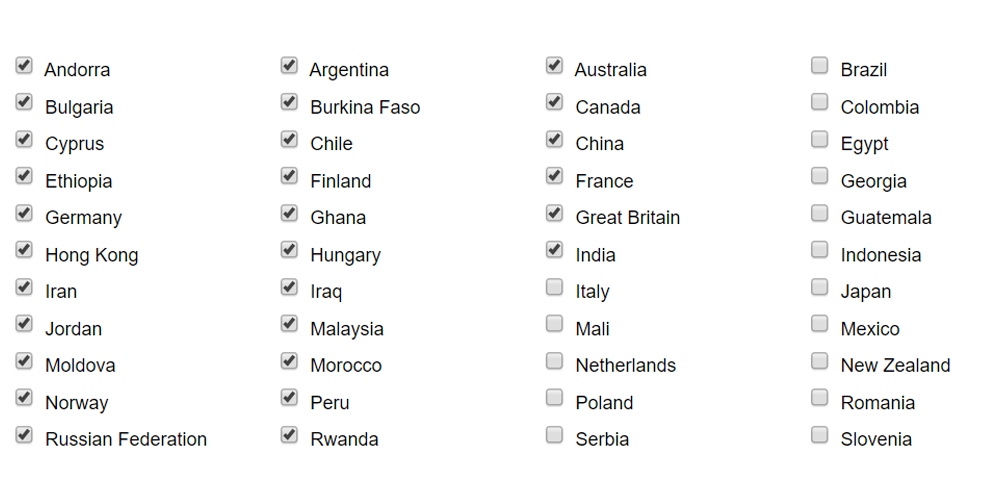 Andorra Argentina Australia Brazil
Bulgaria Burkina Faso Canada Colombia
Cyprus Chile China Egypt
Ethiopia Finland France Georgia
Germany Ghana Great Britain Guatemala
Hong Kong Hungary India Indonesia
Iran Iraq Italy Japan
Jordan Malaysia Mali Mexico
Moldova Morocco Netherlands New Zealand
Norway Peru Poland Romania
Russian Federation Rwanda Serbia Slovenia